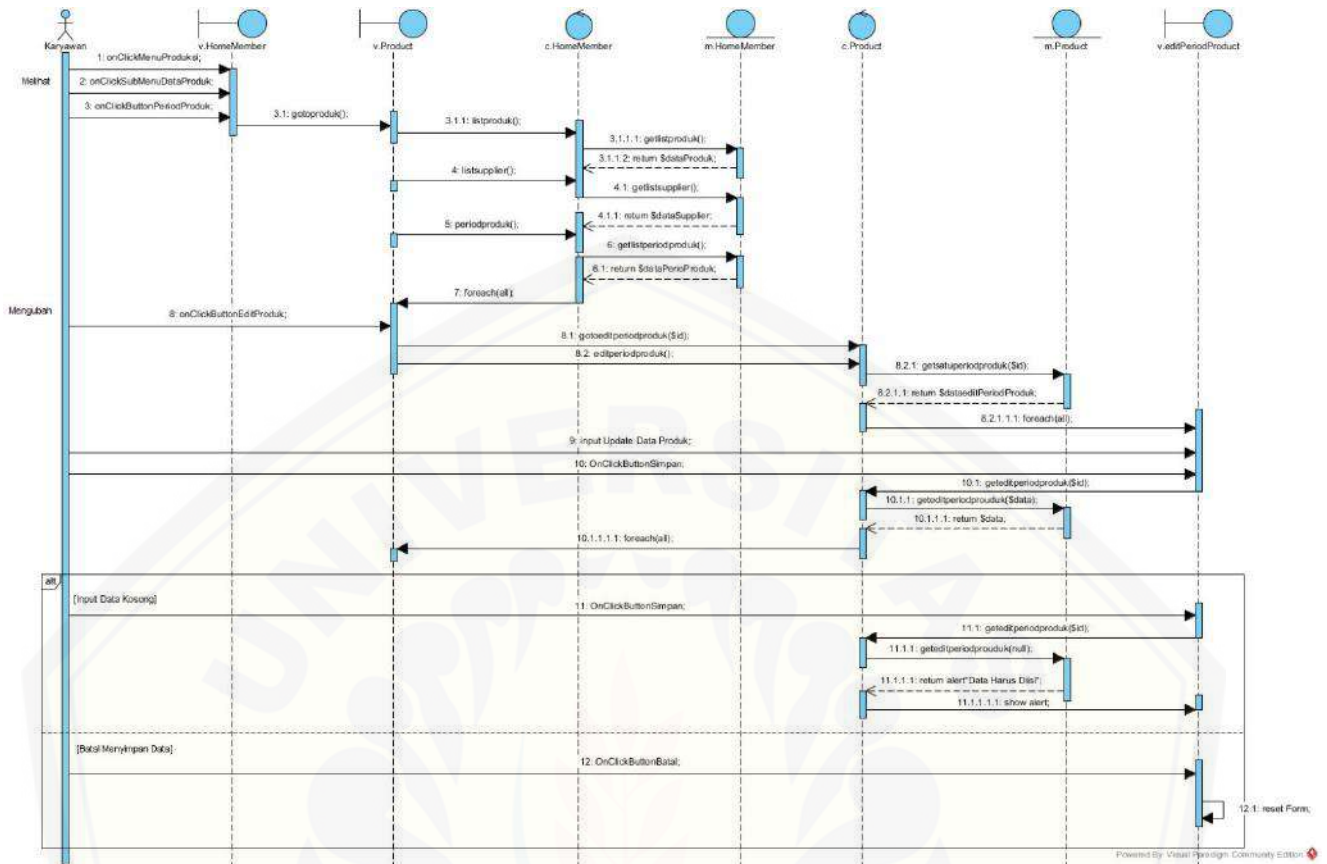 Karyawan
v.HomeMember
v.Product
c.HomeMember
m.HomeMember
c.Product
m.Product
v.editPeriodProduct
Melihat
1: onClickMenuProduksi;
2: onClickSubMenuDataProduk;
3: onClickButtonPeriodProduk;
3.1: gotoproduk();
3.1.1: listproduk();
3.1.1.1: getlistproduk();
3.1.1.2: return $dataProduk;
4: listsupplier();
4.1: getlistsupplier();
4.1.1: return $dataSupplier;
5: periodproduk();
6: getlistperiodproduk();
6.1: return $dataPerioProduk;
7: foreach(all);
Mengubah
8: onClickButtonEditProduk;
8.1: gotoeditperiodproduk($id);
8.2: editperiodproduk();
8.2.1: getsatuperiodproduk($id);
8.2.1.1: return $dataeditPeriodProduk;
8.2.1.1.1: foreach(all);
9: input Update Data Produk;
10: OnClickButtonSimpan;
10.1: geteditperiodproduk($id);
10.1.1: geteditperiodprouduk($data);
10.1.1.1: return $data;
10.1.1.1.1: foreach(all);
alt
[Input Data Kosong]
11: OnClickButtonSimpan;
11.1: geteditperiodproduk($id);
11.1.1: geteditperiodprouduk(null);
11.1.1.1: return alert"Data Harus Diisi";
11.1.1.1.1: show alert;
[Batal Menyimpan Data]
12: OnClickButtonBatal;
12.1: reset Form;
UNIVERSITAS
Powered By Visual Paradigm Community Edition